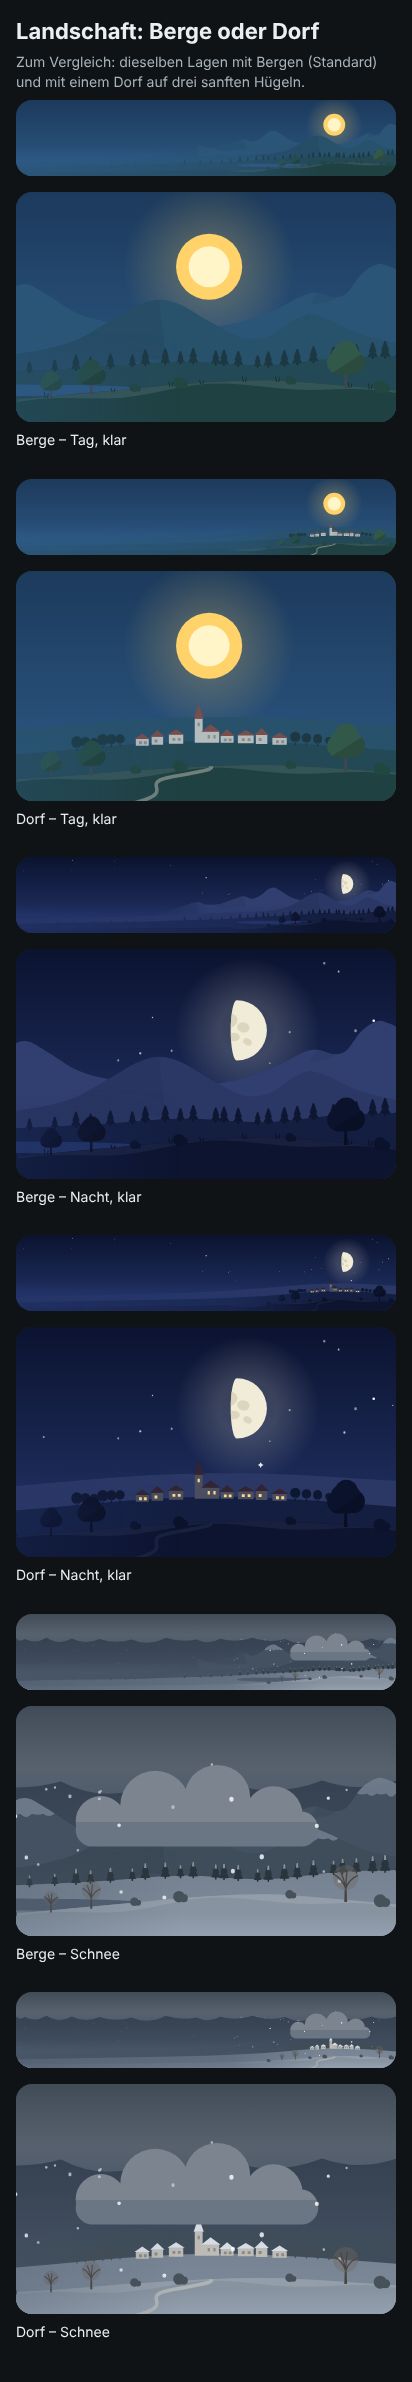 Landschaft: Berge oder Dorf
Zum Vergleich: dieselben Lagen mit Bergen (Standard)
und mit einem Dorf auf drei sanften Hügeln.
Berge – Tag, klar
Dorf – Tag, klar
Berge – Nacht, klar
Dorf – Nacht, klar
Berge – Schnee
Dorf – Schnee